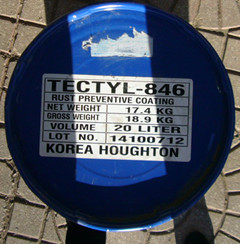 TECTYL-846
RUST PREVENTIVE COATING
NET WEIGHT 17.4 KG
GROSS WEIGHT 18.9 KG
VOLUME 20 LITER
LOT NO. 14100712
KOREA HOUGHTON